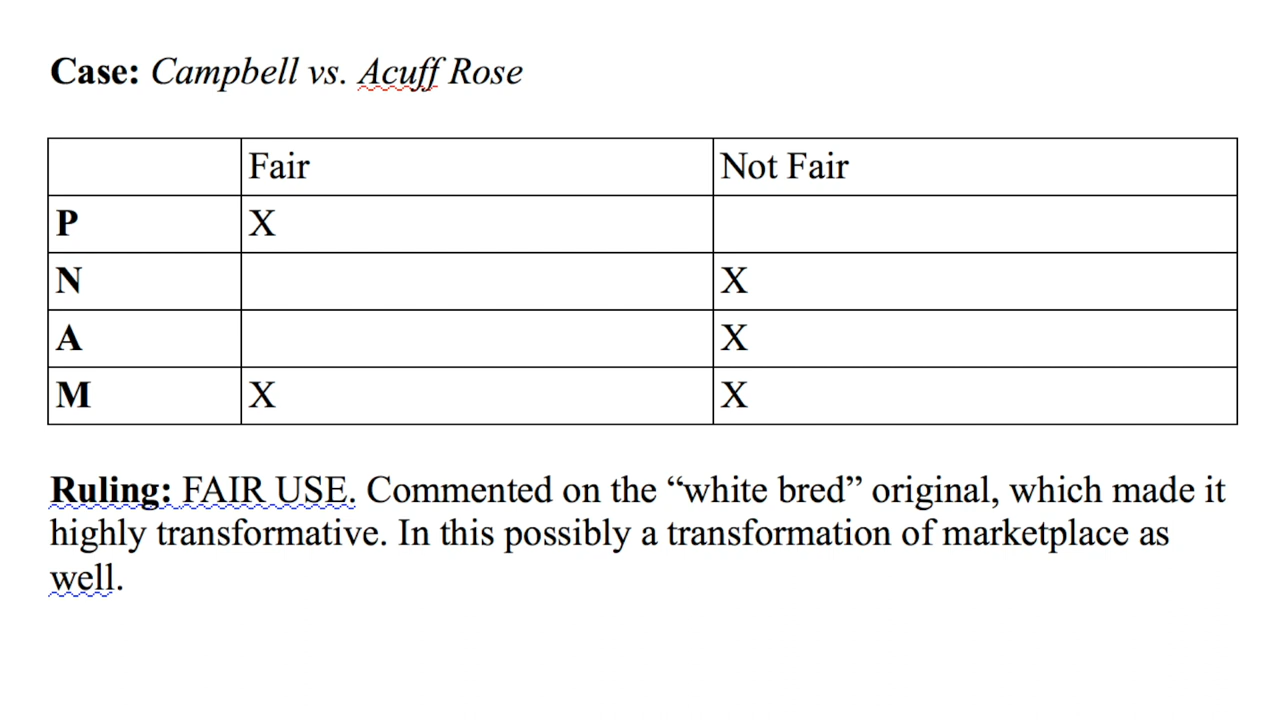 Case: Campbell vs. Acuff Rose
Fair Not Fair
P X
N X
A X
M X X
Ruling: FAIR USE. Commented on the “white bred” original, which made it
highly transformative. In this possibly a transformation of marketplace as
well.